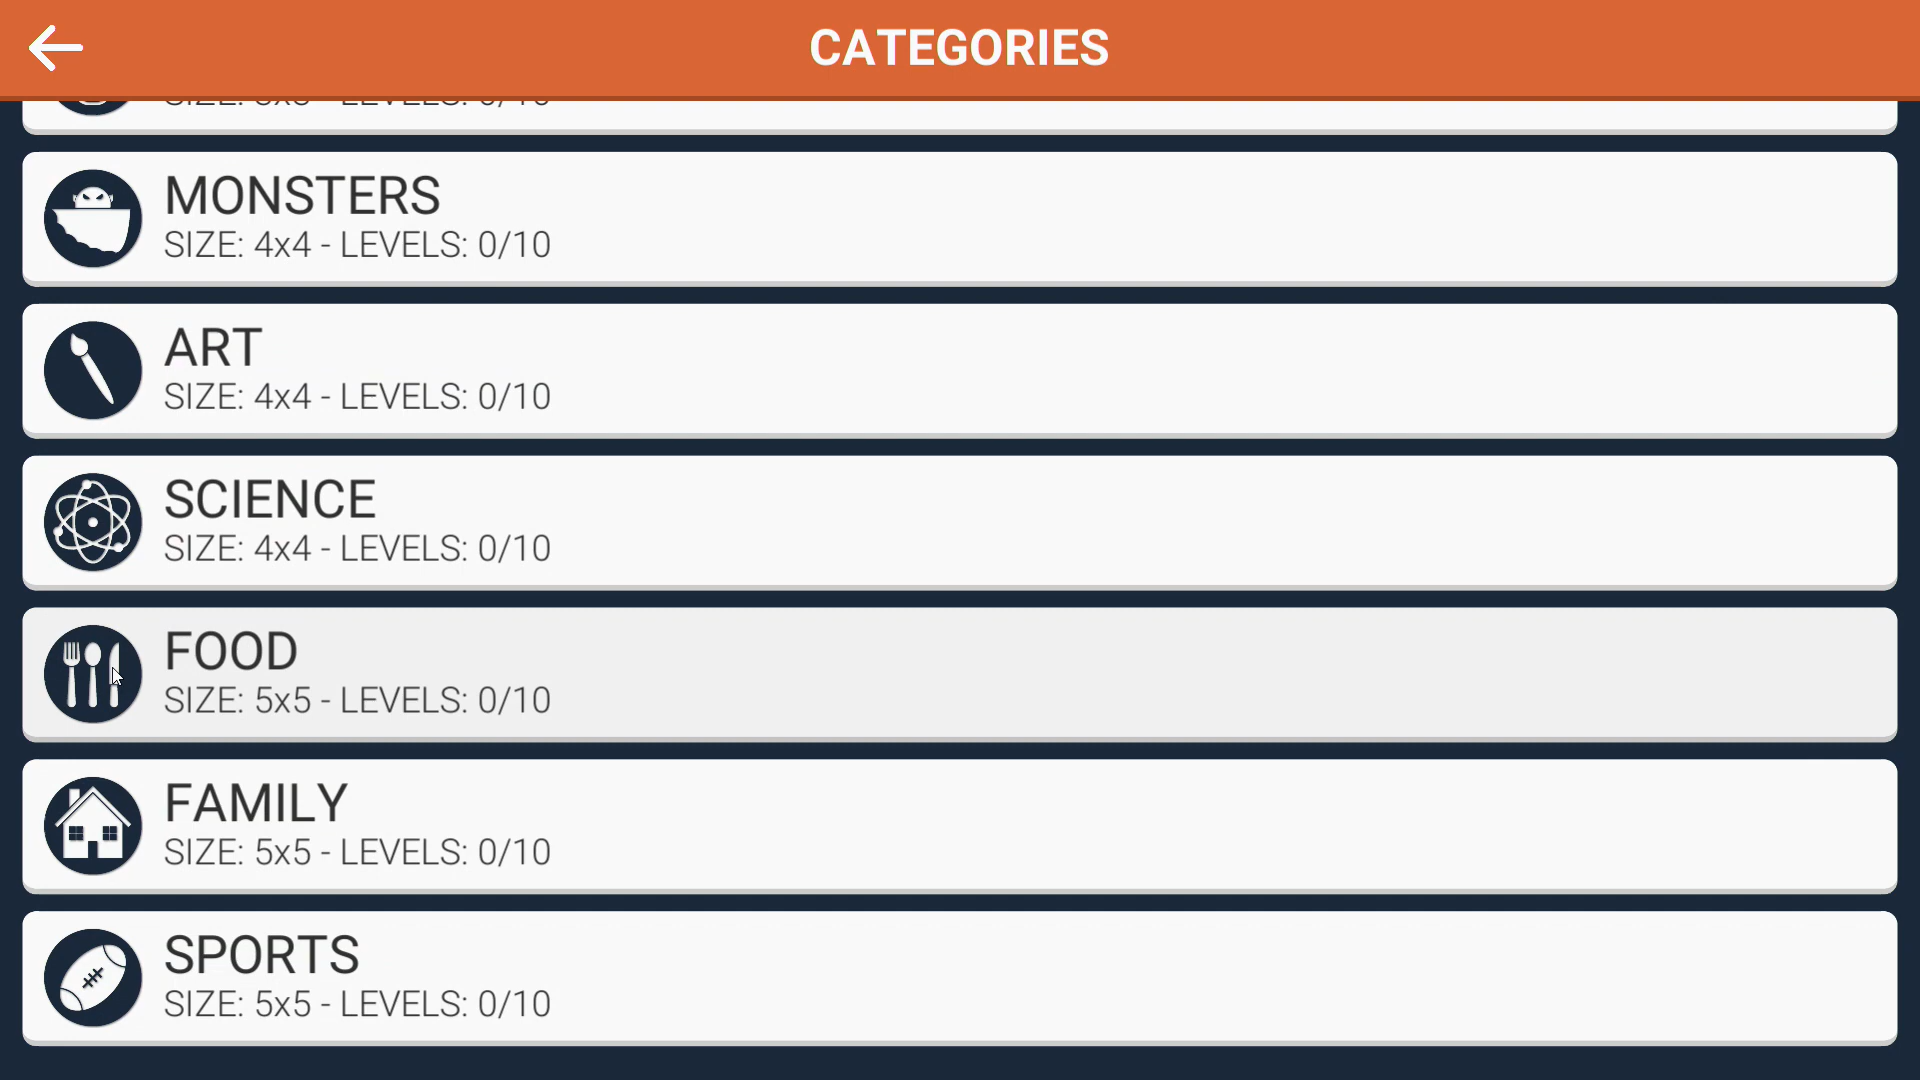 CATEGORIES
MONSTERS
SIZE: 4x4 - LEVELS: 0/10
ART
SIZE: 4x4 - LEVELS: 0/10
SCIENCE
SIZE: 4x4 - LEVELS: 0/10
FOOD
SIZE: 5x5 - LEVELS: 0/10
FAMILY
SIZE: 5x5 - LEVELS: 0/10
SPORTS
SIZE: 5x5 - LEVELS: 0/10